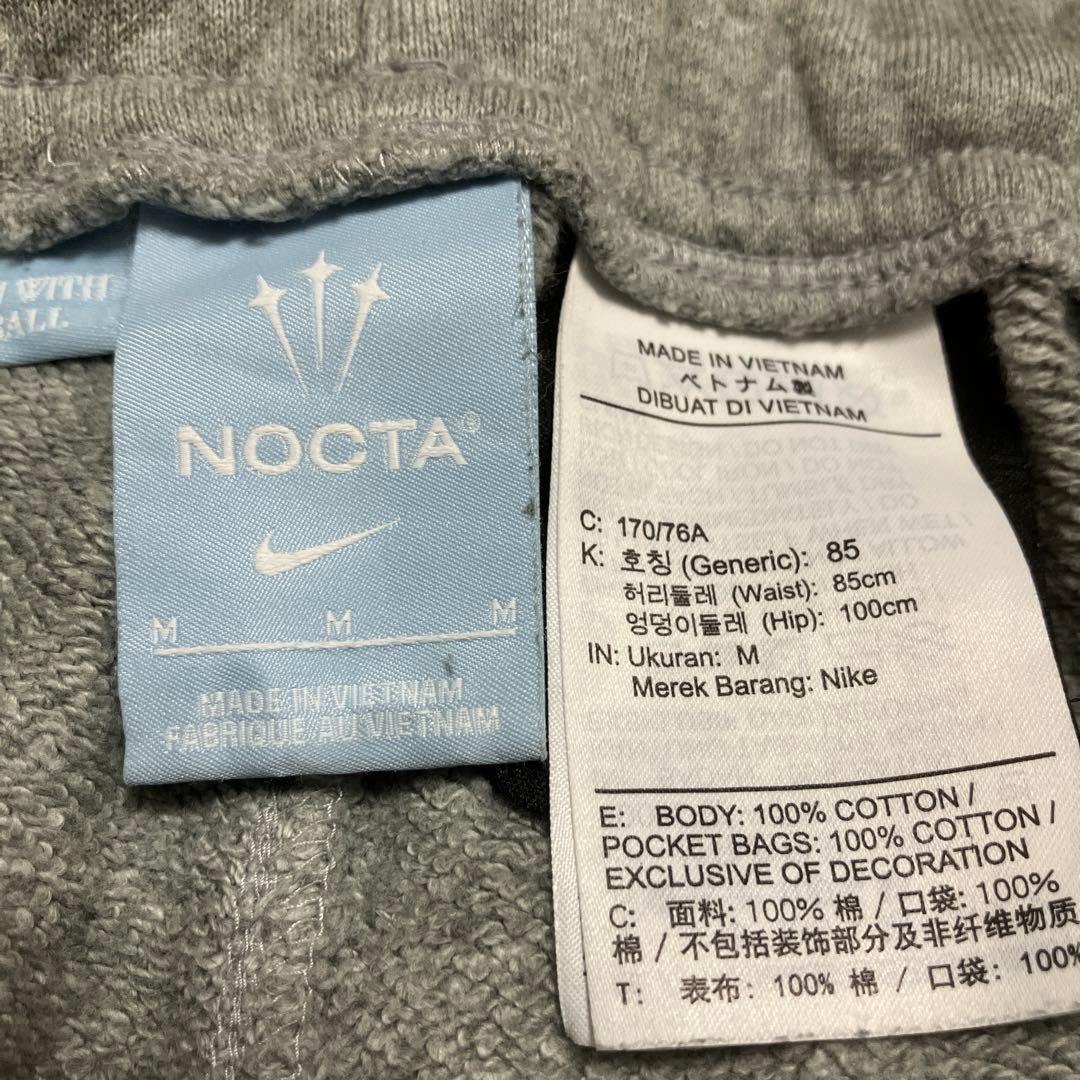 WITH
BALL
NOCTA®
M M M
MADE IN VIETNAM
FABRIQUE AU VIETNAM
MADE IN VIETNAM
ベトナム製
DIBUAT DI VIETNAM
C: 170/76A
K: 호칭 (Generic): 85
허리둘레 (Waist): 85cm
엉덩이둘레 (Hip): 100cm
IN: Ukuran: M
Merek Barang: Nike
E: BODY: 100% COTTON /
POCKET BAGS: 100% COTTON /
EXCLUSIVE OF DECORATION
C: 面料: 100% 棉 / 口袋: 100%
棉 / 不包括装饰部分及非纤维物质
T: 表布: 100% 棉 / 口袋: 100%